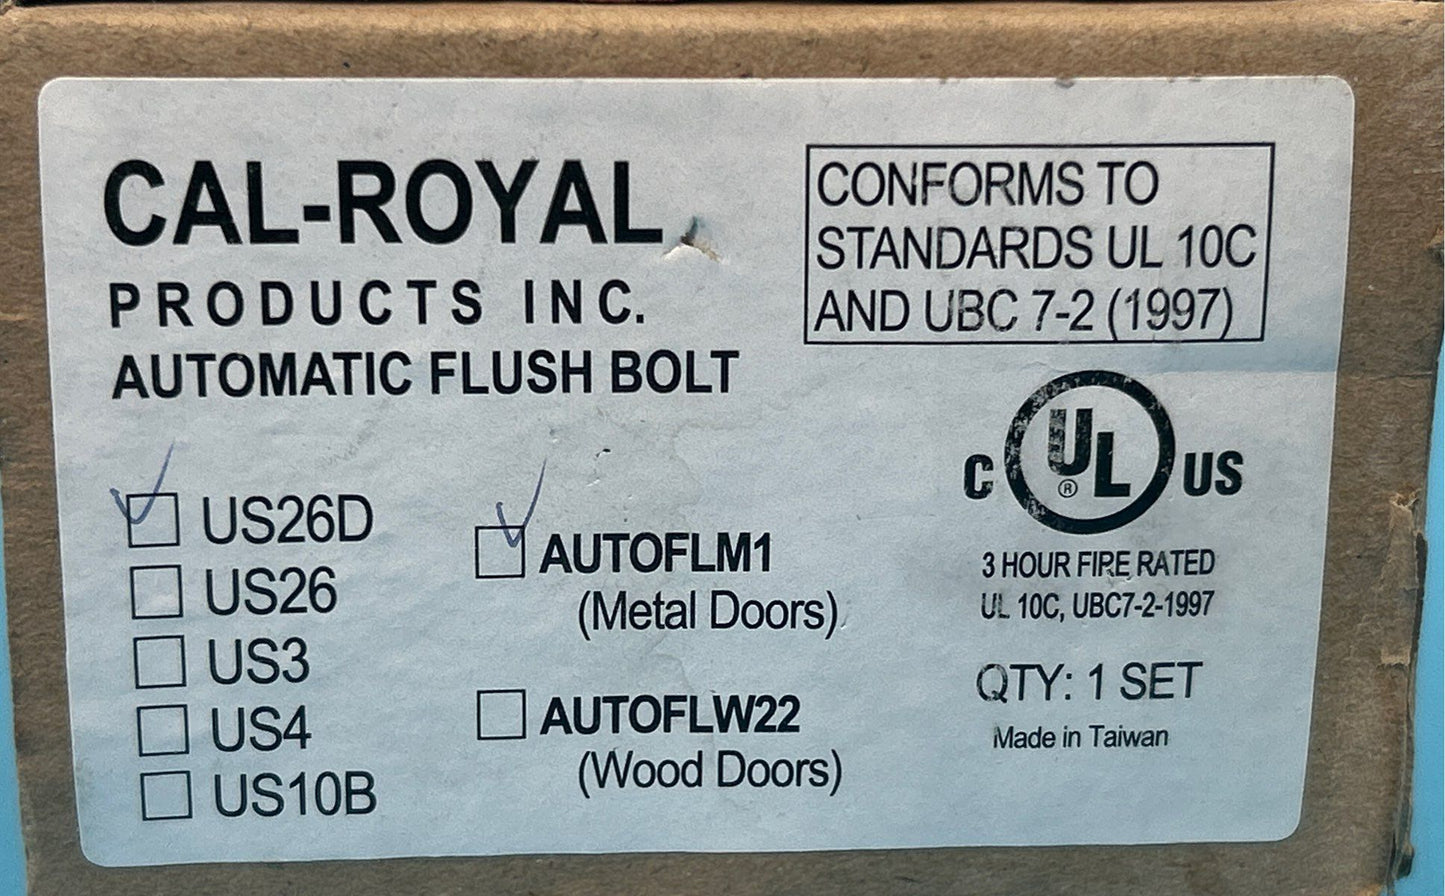 CAL-ROYAL
PRODUCTS INC.
AUTOMATIC FLUSH BOLT
CONFORMS TO
STANDARDS UL 10C
AND UBC 7-2 (1997)
US26D
US26
US3
US4
US10B
AUTOFLM1
(Metal Doors)
AUTOFLW22
(Wood Doors)
C UL ® US
3 HOUR FIRE RATED
UL 10C, UBC7-2-1997
QTY: 1 SET
Made in Taiwan